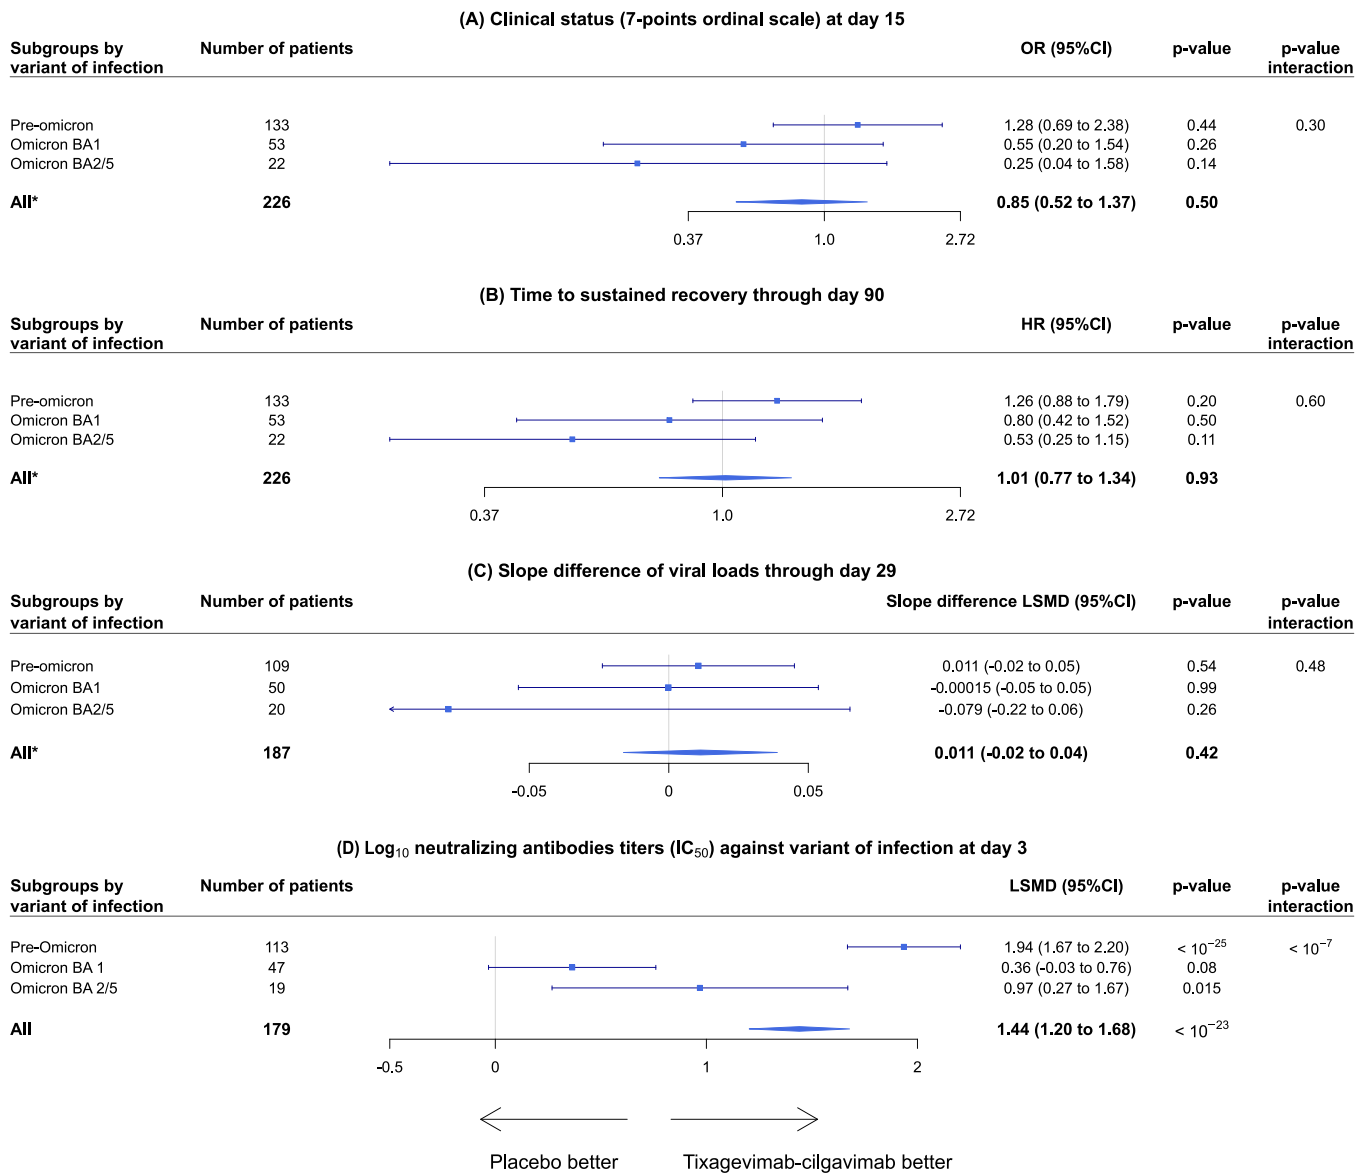 (A) Clinical status (7-points ordinal scale) at day 15
Subgroups by variant of infection Number of patients OR (95%CI) p-value p-value interaction
Pre-omicron 133 1.28 (0.69 to 2.38) 0.44 0.30
Omicron BA1 53 0.55 (0.20 to 1.54) 0.26
Omicron BA2/5 22 0.25 (0.04 to 1.58) 0.14
All* 226 0.85 (0.52 to 1.37) 0.50
0.37 1.0 2.72
(B) Time to sustained recovery through day 90
Subgroups by variant of infection Number of patients HR (95%CI) p-value p-value interaction
Pre-omicron 133 1.26 (0.88 to 1.79) 0.20 0.60
Omicron BA1 53 0.80 (0.42 to 1.52) 0.50
Omicron BA2/5 22 0.53 (0.25 to 1.15) 0.11
All* 226 1.01 (0.77 to 1.34) 0.93
0.37 1.0 2.72
(C) Slope difference of viral loads through day 29
Subgroups by variant of infection Number of patients Slope difference LSMD (95%CI) p-value p-value interaction
Pre-omicron 109 0.011 (-0.02 to 0.05) 0.54 0.48
Omicron BA1 50 -0.00015 (-0.05 to 0.05) 0.99
Omicron BA2/5 20 -0.079 (-0.22 to 0.06) 0.26
All* 187 0.011 (-0.02 to 0.04) 0.42
-0.05 0 0.05
(D) Log₁₀ neutralizing antibodies titers (IC₅₀) against variant of infection at day 3
Subgroups by variant of infection Number of patients LSMD (95%CI) p-value p-value interaction
Pre-Omicron 113 1.94 (1.67 to 2.20) < 10⁻²⁵ < 10⁻⁷
Omicron BA 1 47 0.36 (-0.03 to 0.76) 0.08
Omicron BA 2/5 19 0.97 (0.27 to 1.67) 0.015
All 179 1.44 (1.20 to 1.68) < 10⁻²³
-0.5 0 1 2
Placebo better Tixagevimab-cilgavimab better